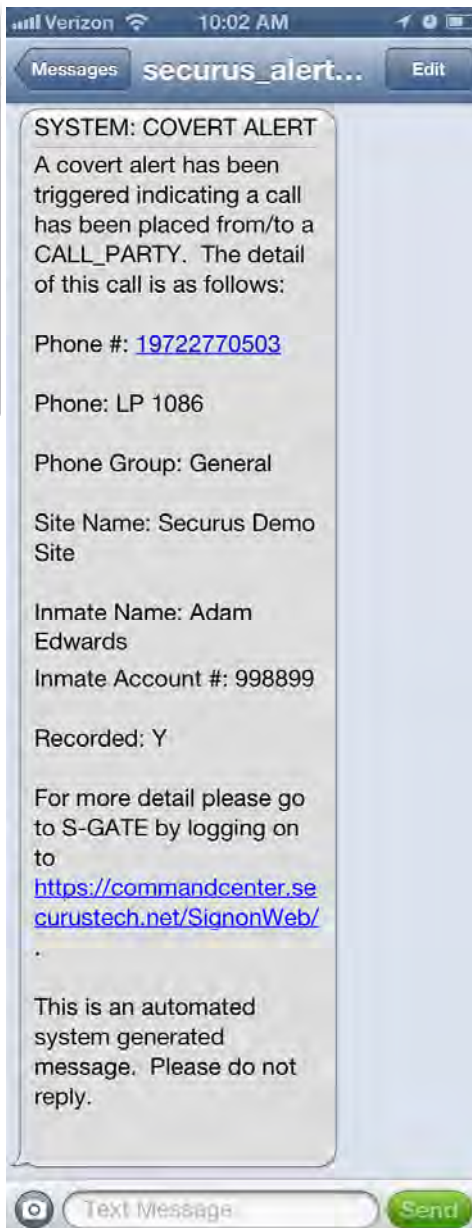 Verizon 10:02 AM
Messages securus_alert... Edit
SYSTEM: COVERT ALERT
A covert alert has been
triggered indicating a call
has been placed from/to a
CALL_PARTY. The detail
of this call is as follows:
Phone #: 19722770503
Phone: LP 1086
Phone Group: General
Site Name: Securus Demo
Site
Inmate Name: Adam
Edwards
Inmate Account #: 998899
Recorded: Y
For more detail please go
to S-GATE by logging on
to
https://commandcenter.se
curustech.net/SignonWeb/
.
This is an automated
system generated
message. Please do not
reply.
Text Message Send